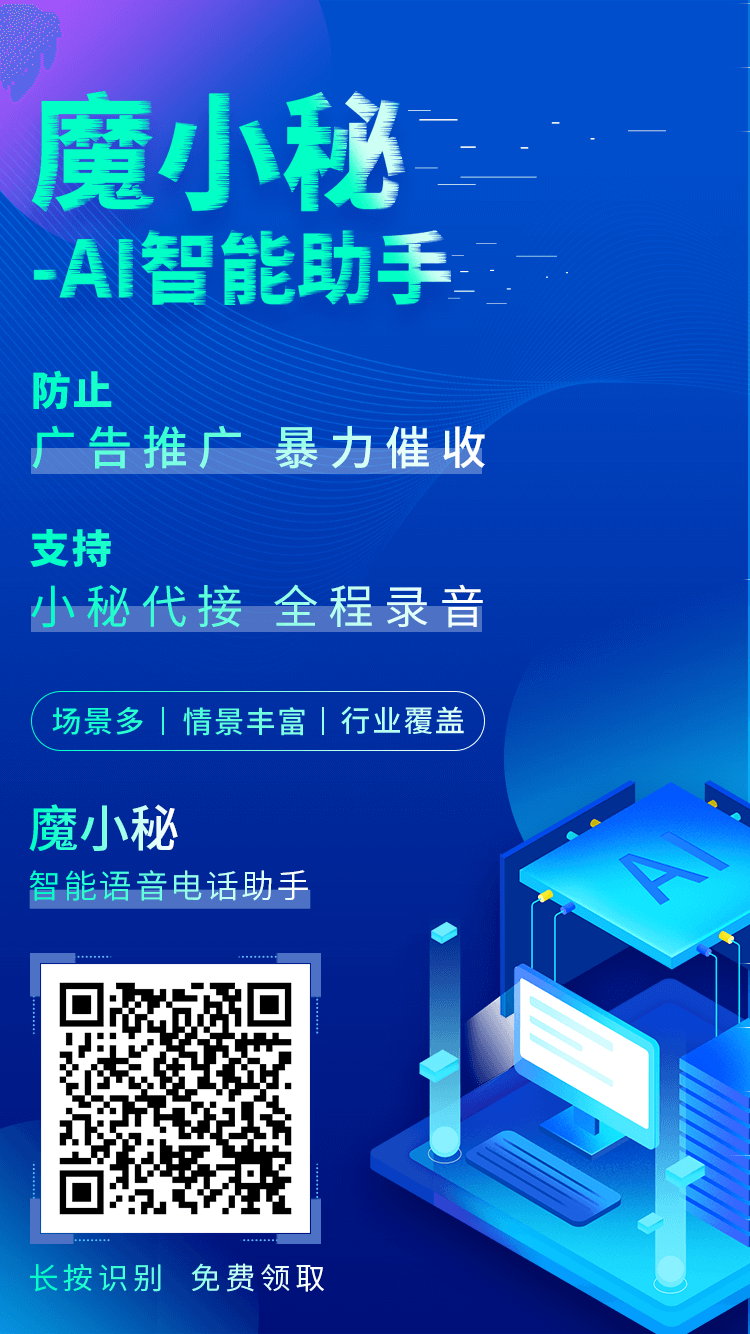 魔小秘
-AI智能助手
防止
广告推广 暴力催收
支持
小秘代接 全程录音
场景多｜情景丰富｜行业覆盖
魔小秘
智能语音电话助手
AI
长按识别 免费领取